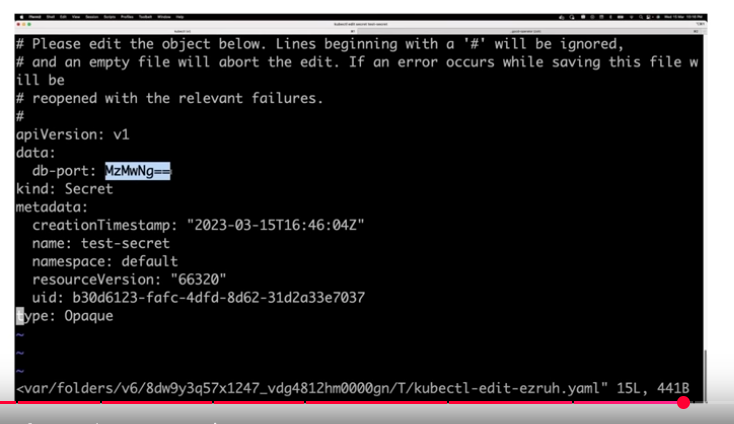 # Please edit the object below. Lines beginning with a '#' will be ignored,
# and an empty file will abort the edit. If an error occurs while saving this file w
ill be
# reopened with the relevant failures.
#
apiVersion: v1
data:
  db-port: MzMwNg==
kind: Secret
metadata:
  creationTimestamp: "2023-03-15T16:46:04Z"
  name: test-secret
  namespace: default
  resourceVersion: "66320"
  uid: b30d6123-fafc-4dfd-8d62-31d2a33e7037
type: Opaque
~
~
~
<var/folders/v6/8dw9y3q57x1247_vdg4812hm0000gn/T/kubectl-edit-ezruh.yaml" 15L, 441B